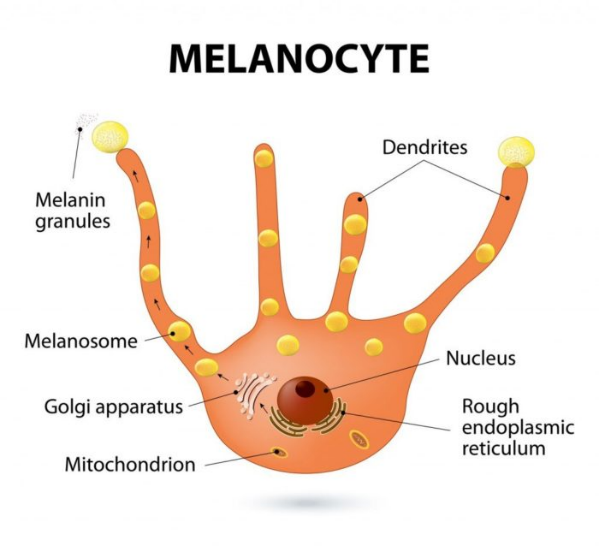 MELANOCYTE
Dendrites
Melanin
granules
Melanosome
Nucleus
Golgi apparatus
Rough
endoplasmic
reticulum
Mitochondrion